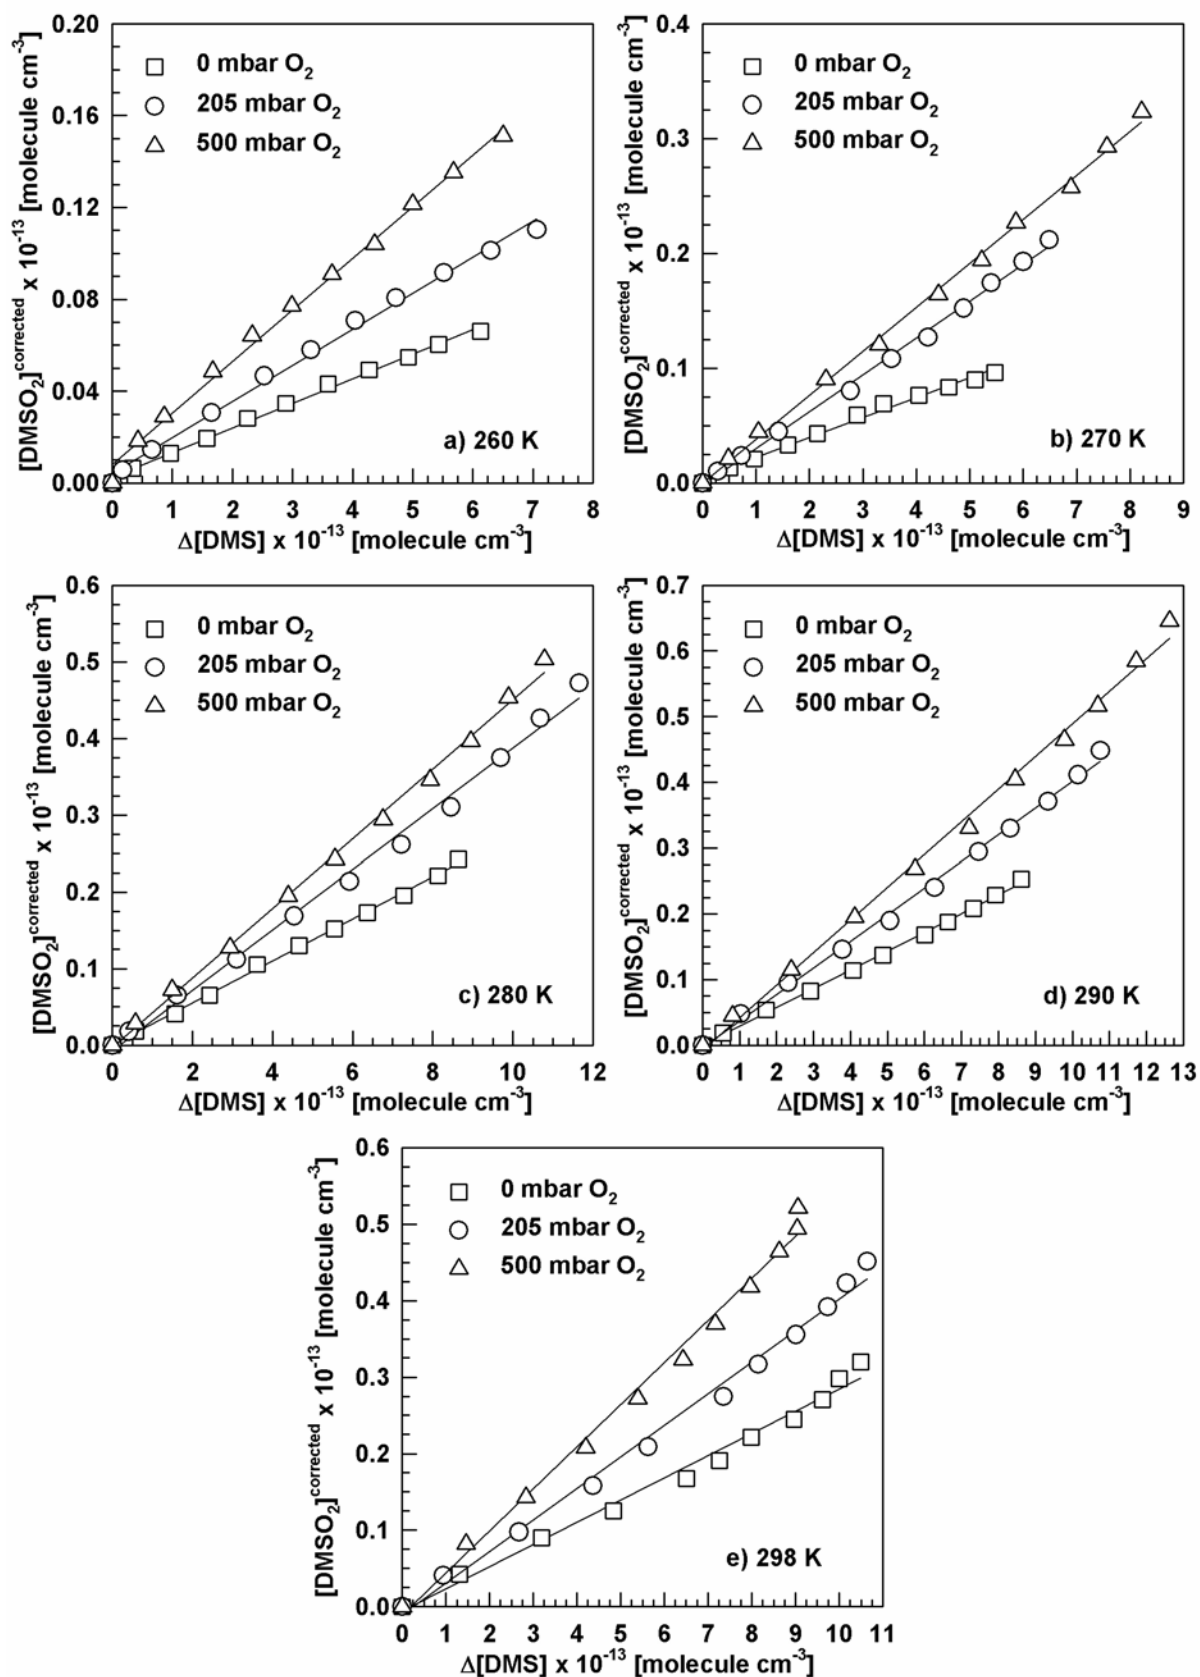 0.20
0.16
0.12
0.08
0.04
0.00
[DMSO₂]ᶜᵒʳʳᵉᶜᵗᵉᵈ x 10⁻¹³ [molecule cm⁻³]
0 mbar O₂
205 mbar O₂
500 mbar O₂
a) 260 K
0 1 2 3 4 5 6 7 8
Δ[DMS] x 10⁻¹³ [molecule cm⁻³]
0.4
0.3
0.2
0.1
0.0
[DMSO₂]ᶜᵒʳʳᵉᶜᵗᵉᵈ x 10⁻¹³ [molecule cm⁻³]
0 mbar O₂
205 mbar O₂
500 mbar O₂
b) 270 K
0 1 2 3 4 5 6 7 8 9
Δ[DMS] x 10⁻¹³ [molecule cm⁻³]
0.6
0.5
0.4
0.3
0.2
0.1
0.0
[DMSO₂]ᶜᵒʳʳᵉᶜᵗᵉᵈ x 10⁻¹³ [molecule cm⁻³]
0 mbar O₂
205 mbar O₂
500 mbar O₂
c) 280 K
0 2 4 6 8 10 12
Δ[DMS] x 10⁻¹³ [molecule cm⁻³]
0.7
0.6
0.5
0.4
0.3
0.2
0.1
0.0
[DMSO₂]ᶜᵒʳʳᵉᶜᵗᵉᵈ x 10⁻¹³ [molecule cm⁻³]
0 mbar O₂
205 mbar O₂
500 mbar O₂
d) 290 K
0 1 2 3 4 5 6 7 8 9 10 11 12 13
Δ[DMS] x 10⁻¹³ [molecule cm⁻³]
0.6
0.5
0.4
0.3
0.2
0.1
0.0
[DMSO₂]ᶜᵒʳʳᵉᶜᵗᵉᵈ x 10⁻¹³ [molecule cm⁻³]
0 mbar O₂
205 mbar O₂
500 mbar O₂
e) 298 K
0 1 2 3 4 5 6 7 8 9 10 11
Δ[DMS] x 10⁻¹³ [molecule cm⁻³]